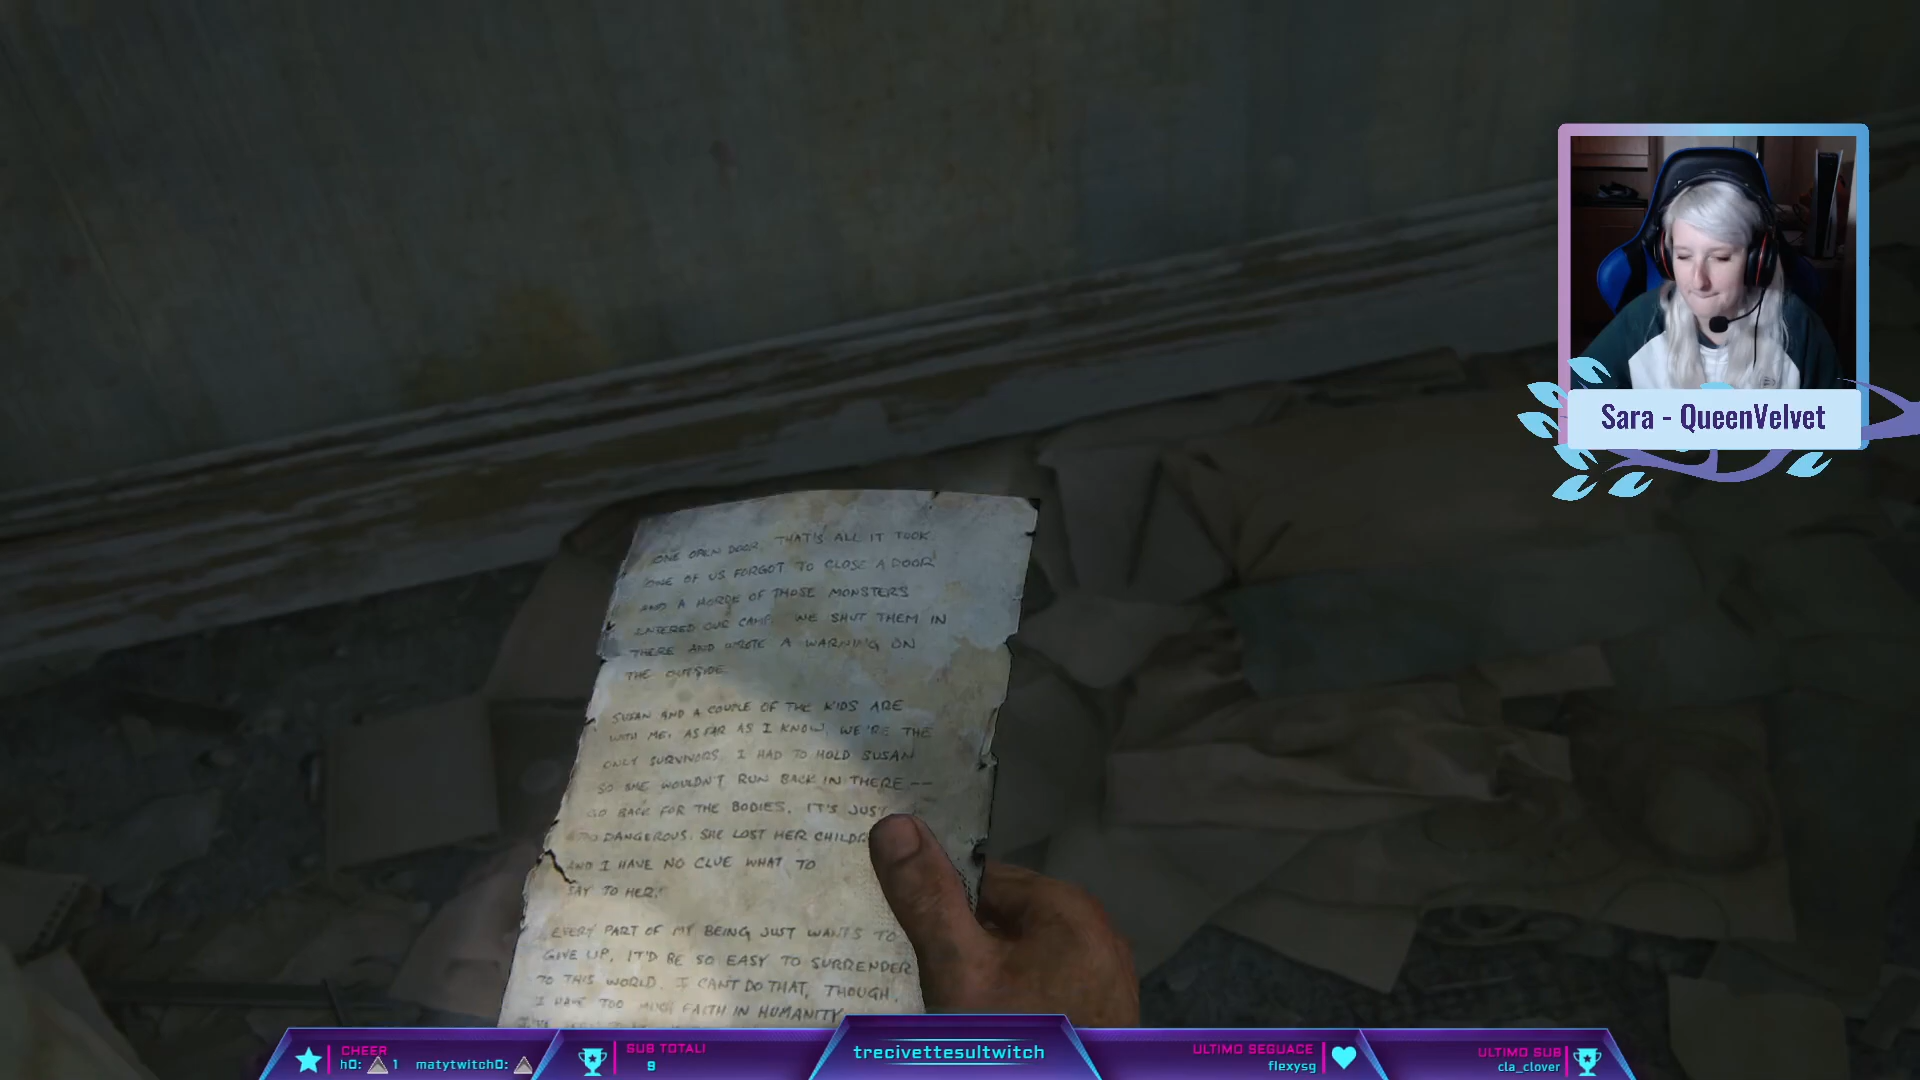 ONE OPEN DOOR. THAT'S ALL IT TOOK.
ONE OF US FORGOT TO CLOSE A DOOR
AND A HORDE OF THOSE MONSTERS
ENTERED OUR CAMP. WE SHUT THEM IN
THERE AND WROTE A WARNING ON
THE OUTSIDE.
SUSAN AND A COUPLE OF THE KIDS ARE
WITH ME. AS FAR AS I KNOW, WE'RE THE
ONLY SURVIVORS. I HAD TO HOLD SUSAN
SO SHE WOULDN'T RUN BACK IN THERE --
GO BACK FOR THE BODIES. IT'S JUST
TOO DANGEROUS. SHE LOST HER
AND I HAVE NO CLUE WHAT TO
SAY TO HER.
EVERY PART OF MY BEING JUST WANTS TO
GIVE UP. IT'D BE SO EASY TO SURRENDER
TO THIS WORLD. I CAN'T DO THAT, THOUGH.
I HAVE TOO MUCH FAITH IN HUMANITY.
Sara - QueenVelvet
CHEER
h0: 1 matytwitch0:
SUB TOTALI
9
trecivettesultwitch
ULTIMO SEGUACE
flexysg
ULTIMO SUB
cla_clover